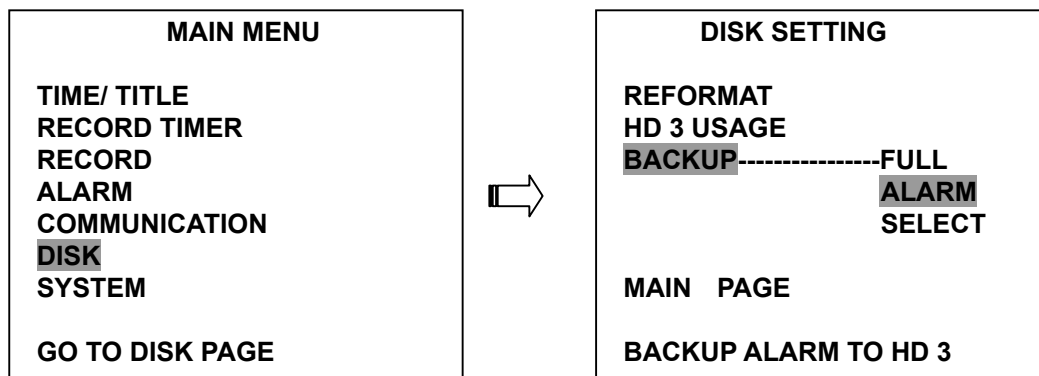 MAIN MENU
TIME/ TITLE
RECORD TIMER
RECORD
ALARM
COMMUNICATION
DISK
SYSTEM
GO TO DISK PAGE
DISK SETTING
REFORMAT
HD 3 USAGE
BACKUP----------------FULL
ALARM
SELECT
MAIN PAGE
BACKUP ALARM TO HD 3